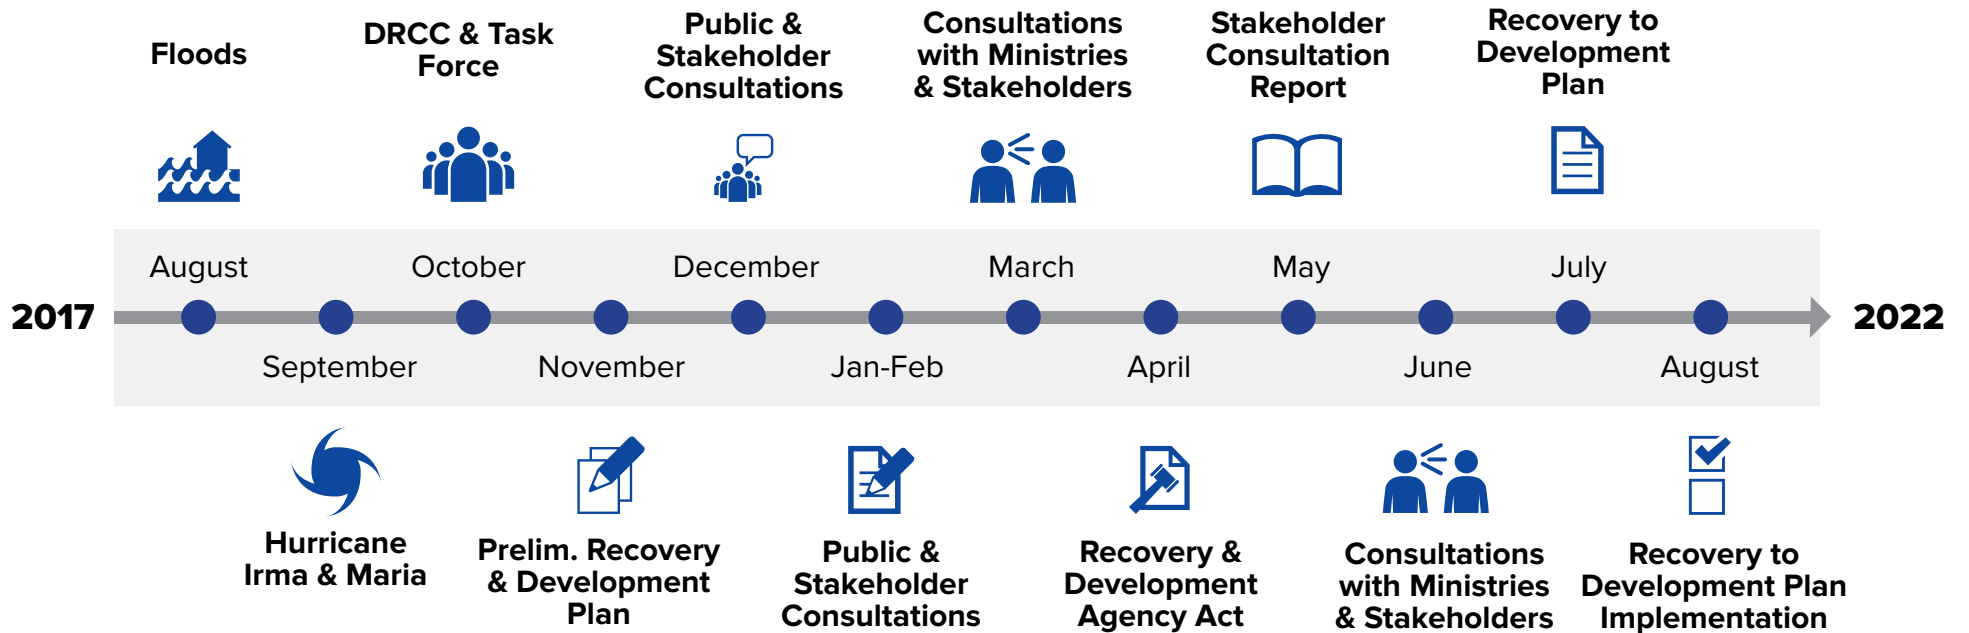 Floods
DRCC & Task
Force
Public &
Stakeholder
Consultations
Consultations
with Ministries
& Stakeholders
Stakeholder
Consultation
Report
Recovery to
Development
Plan
August
October
December
March
May
July
2017
2022
September
November
Jan-Feb
April
June
August
Hurricane
Irma & Maria
Prelim. Recovery
& Development
Plan
Public &
Stakeholder
Consultations
Recovery &
Development
Agency Act
Consultations
with Ministries
& Stakeholders
Recovery to
Development Plan
Implementation